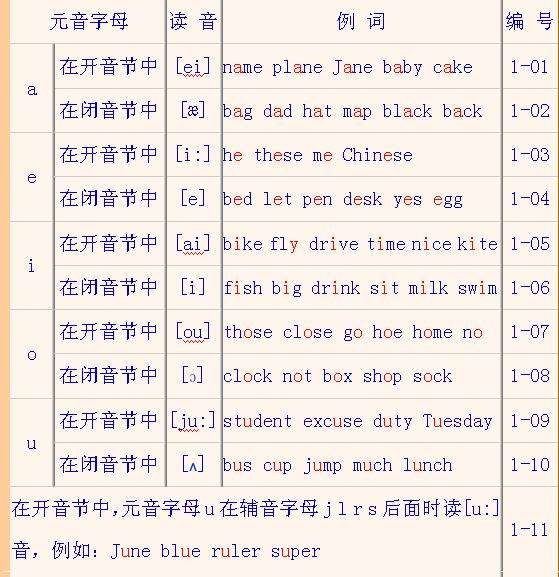 元音字母 读 音 例 词 编 号
a 在开音节中 [ei] name plane Jane baby cake 1-01
在闭音节中 [æ] bag dad hat map black back 1-02
e 在开音节中 [i:] he these me Chinese 1-03
在闭音节中 [e] bed let pen desk yes egg 1-04
i 在开音节中 [ai] bike fly drive time nice kite 1-05
在闭音节中 [i] fish big drink sit milk swim 1-06
o 在开音节中 [ou] those close go hoe home no 1-07
在闭音节中 [ɔ] clock not box shop sock 1-08
u 在开音节中 [ju:] student excuse duty Tuesday 1-09
在闭音节中 [ʌ] bus cup jump much lunch 1-10
在开音节中,元音字母u在辅音字母j l r s后面时读[u:] 1-11
音,例如: June blue ruler super